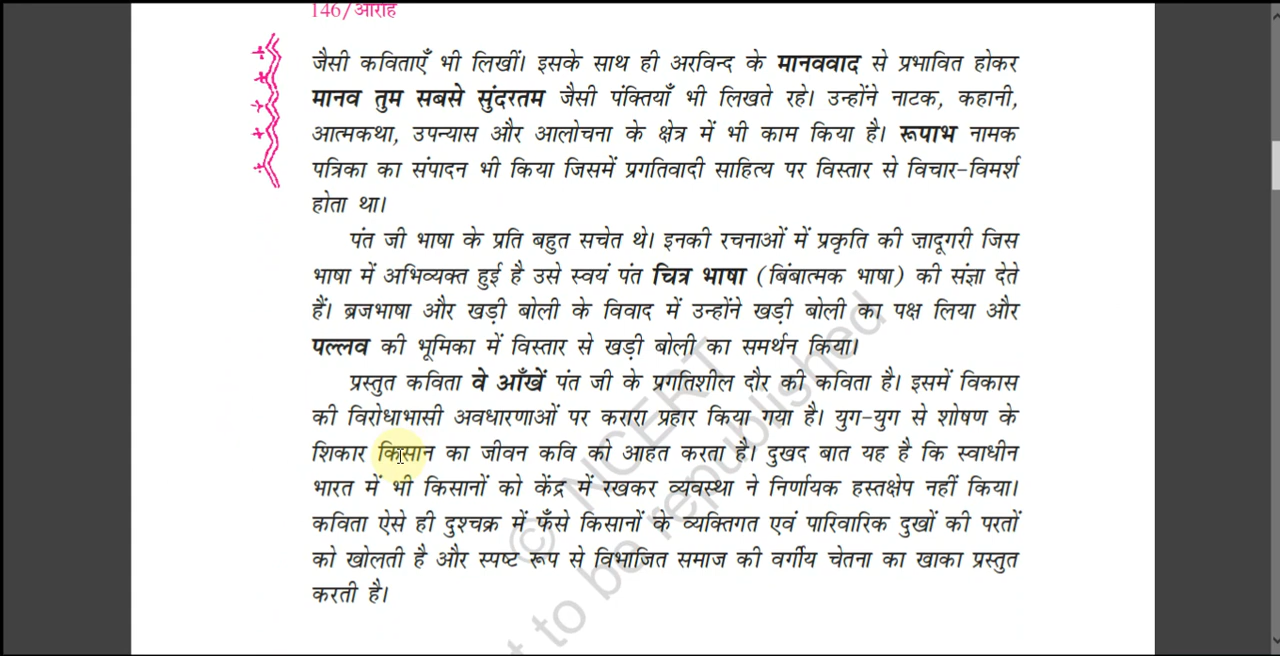 146/आरोह
जैसी कविताएँ भी लिखीं। इसके साथ ही अरविन्द के मानववाद से प्रभावित होकर
मानव तुम सबसे सुंदरतम जैसी पंक्तियाँ भी लिखते रहे। उन्होंने नाटक, कहानी,
आत्मकथा, उपन्यास और आलोचना के क्षेत्र में भी काम किया है। रूपाभ नामक
पत्रिका का संपादन भी किया जिसमें प्रगतिवादी साहित्य पर विस्तार से विचार-विमर्श
होता था।
पंत जी भाषा के प्रति बहुत सचेत थे। इनकी रचनाओं में प्रकृति की जादूगरी जिस
भाषा में अभिव्यक्त हुई है उसे स्वयं पंत चित्र भाषा (बिंबात्मक भाषा) की संज्ञा देते
हैं। ब्रजभाषा और खड़ी बोली के विवाद में उन्होंने खड़ी बोली का पक्ष लिया और
पल्लव की भूमिका में विस्तार से खड़ी बोली का समर्थन किया।
प्रस्तुत कविता वे आँखें पंत जी के प्रगतिशील दौर की कविता है। इसमें विकास
की विरोधाभासी अवधारणाओं पर करारा प्रहार किया गया है। युग-युग से शोषण के
शिकार किसान का जीवन कवि को आहत करता है। दुखद बात यह है कि स्वाधीन
भारत में भी किसानों को केंद्र में रखकर व्यवस्था ने निर्णायक हस्तक्षेप नहीं किया।
कविता ऐसे ही दुश्चक्र में फँसे किसानों के व्यक्तिगत एवं पारिवारिक दुखों की परतों
को खोलती है और स्पष्ट रूप से विभाजित समाज की वर्गीय चेतना का खाका प्रस्तुत
करती है।
© NCERT
t to be republished